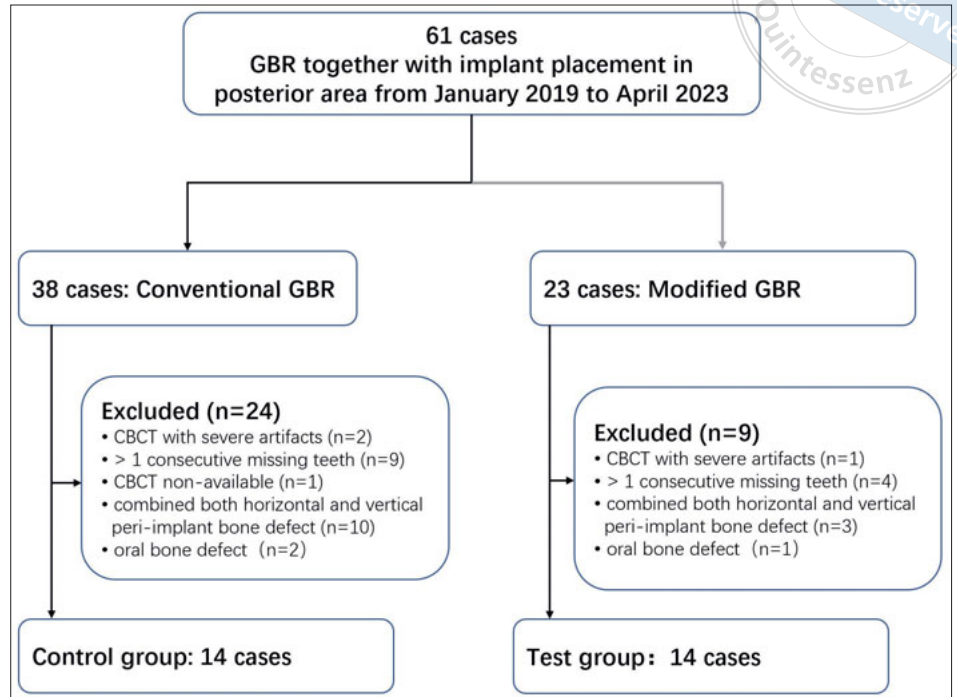 61 cases
GBR together with implant placement in
posterior area from January 2019 to April 2023
38 cases: Conventional GBR
23 cases: Modified GBR
Excluded (n=24)
• CBCT with severe artifacts (n=2)
• > 1 consecutive missing teeth (n=9)
• CBCT non-available (n=1)
• combined both horizontal and vertical
peri-implant bone defect (n=10)
• oral bone defect（n=2）
Excluded (n=9)
• CBCT with severe artifacts (n=1)
• > 1 consecutive missing teeth (n=4)
• combined both horizontal and vertical
peri-implant bone defect (n=3)
• oral bone defect（n=1）
Control group: 14 cases
Test group：14 cases
Quintessenz